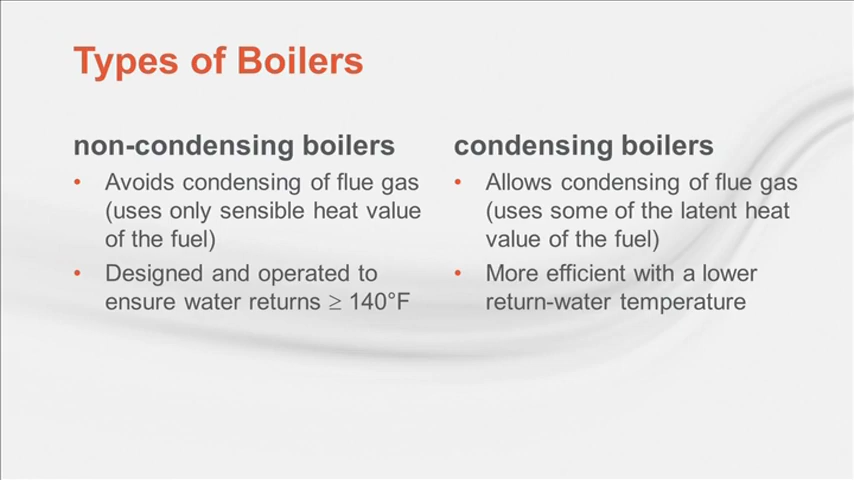 Types of Boilers
non-condensing boilers
• Avoids condensing of flue gas
(uses only sensible heat value
of the fuel)
• Designed and operated to
ensure water returns ≥ 140°F
condensing boilers
• Allows condensing of flue gas
(uses some of the latent heat
value of the fuel)
• More efficient with a lower
return-water temperature